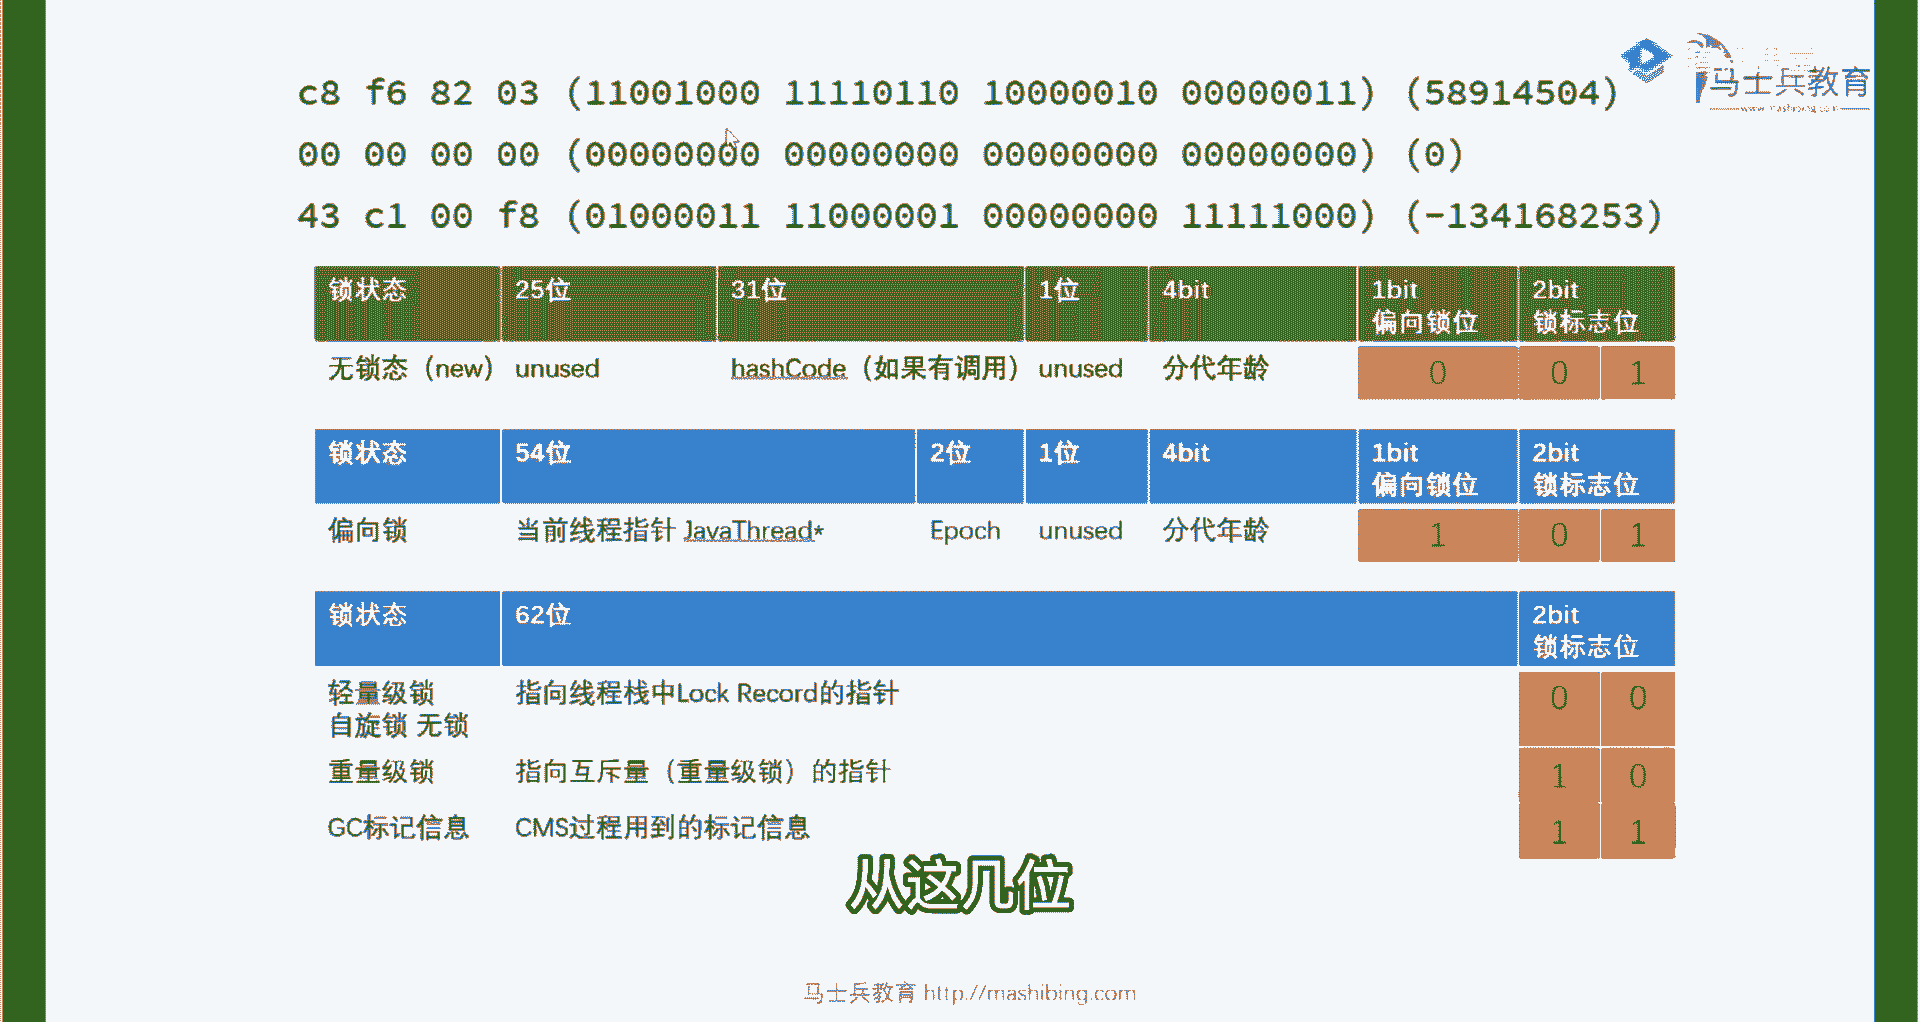 c8 f6 82 03 (11001000 11110110 10000010 00000011) (58914504)
00 00 00 00 (00000000 00000000 00000000 00000000) (0)
43 c1 00 f8 (01000011 11000001 00000000 11111000) (-134168253)
马士兵教育
www.mashibing.com
锁状态 25位 31位 1位 4bit 1bit 2bit
偏向锁位 锁标志位
无锁态（new） unused hashCode（如果有调用） unused 分代年龄 0 0 1
锁状态 54位 2位 1位 4bit 1bit 2bit
偏向锁位 锁标志位
偏向锁 当前线程指针 JavaThread* Epoch unused 分代年龄 1 0 1
锁状态 62位 2bit
锁标志位
轻量级锁 指向线程栈中Lock Record的指针 0 0
自旋锁 无锁
重量级锁 指向互斥量（重量级锁）的指针 1 0
GC标记信息 CMS过程用到的标记信息 1 1
从这几位
马士兵教育 http://mashibing.com